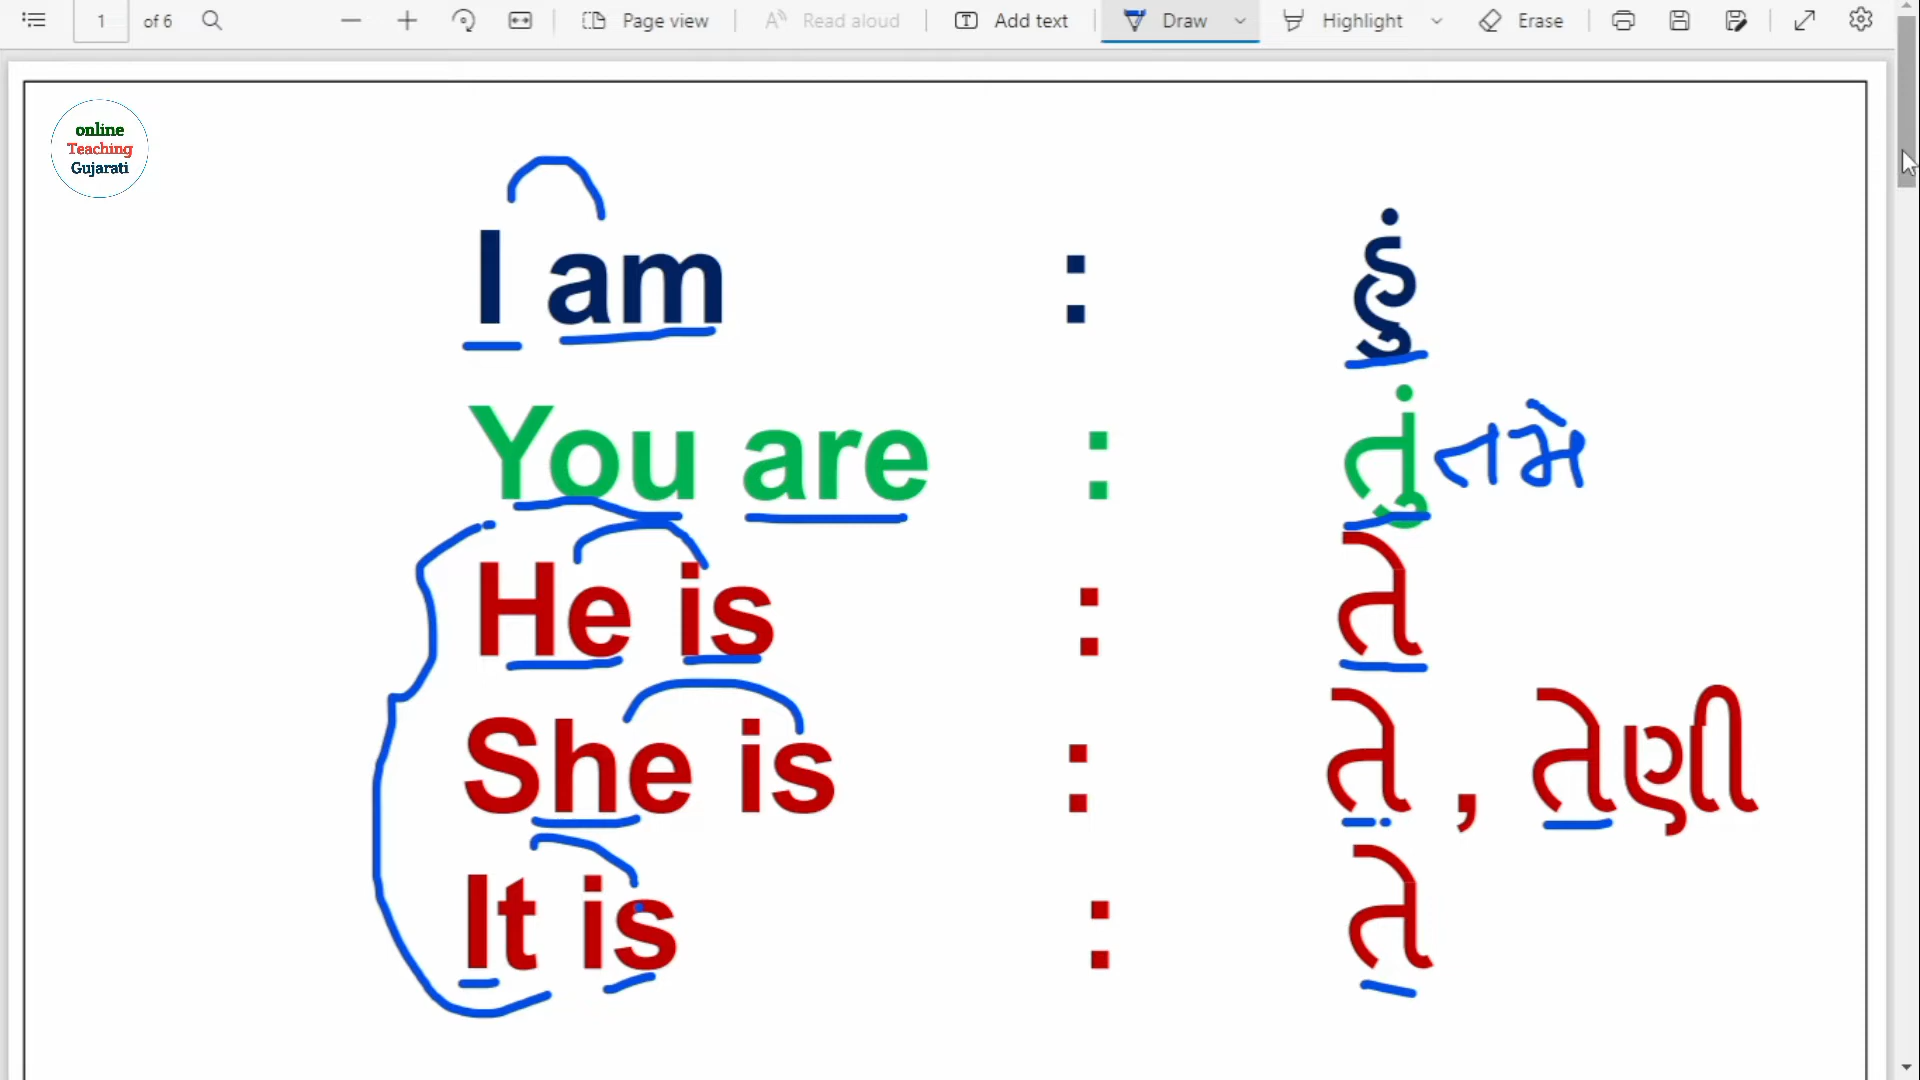 1 of 6 Page view Read aloud Add text Draw Highlight Erase
online
Teaching
Gujarati
I am : હું
You are : તું તમે
He is : તે
She is : તે , તેણી
It is : તે